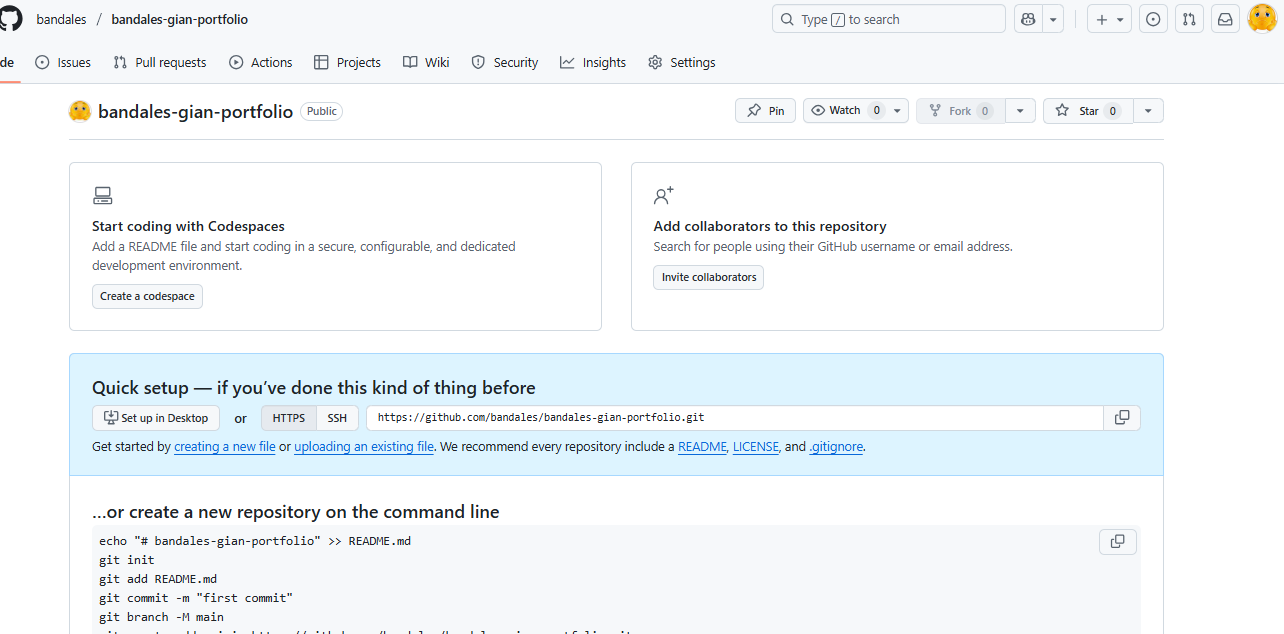 bandales / bandales-gian-portfolio
Type / to search
de Issues Pull requests Actions Projects Wiki Security Insights Settings
bandales-gian-portfolio Public
Pin Watch 0 Fork 0 Star 0
Start coding with Codespaces
Add a README file and start coding in a secure, configurable, and dedicated
development environment.
Create a codespace
Add collaborators to this repository
Search for people using their GitHub username or email address.
Invite collaborators
Quick setup — if you’ve done this kind of thing before
Set up in Desktop or HTTPS SSH https://github.com/bandales/bandales-gian-portfolio.git
Get started by creating a new file or uploading an existing file. We recommend every repository include a README, LICENSE, and .gitignore.
…or create a new repository on the command line
echo "# bandales-gian-portfolio" >> README.md
git init
git add README.md
git commit -m "first commit"
git branch -M main